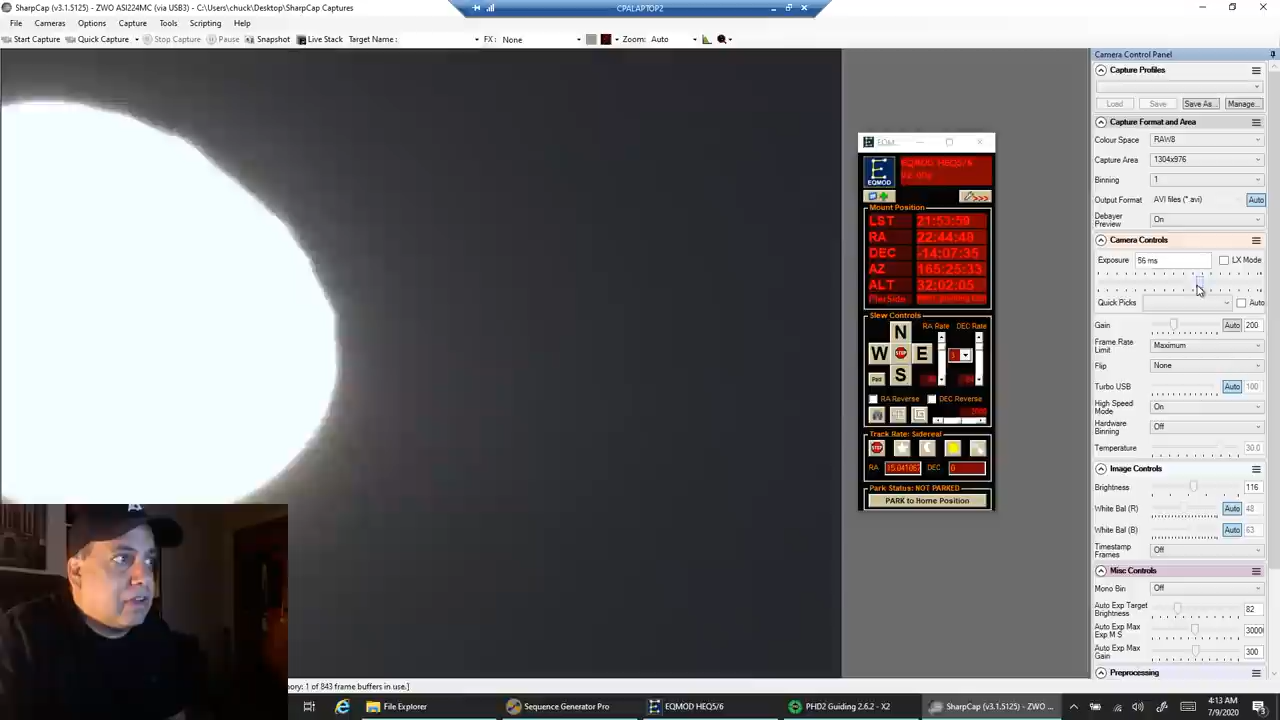 SharpCap (v3.1.5125) - ZWO ASI224MC (via USB3) - C:\Users\chuck\Desktop\SharpCap Captures
CPALAPTOP2
File Cameras Options Capture Tools Scripting Help
Start Capture Quick Capture Stop Capture Pause Snapshot Live Stack Target Name: FX: None Zoom: Auto
Camera Control Panel
Capture Profiles
Load Save Save As... Manage...
Capture Format and Area
Colour Space RAW8
Capture Area 1304x976
Binning 1
Output Format AVI files (*.avi) Auto
Debayer Preview On
Camera Controls
Exposure 56 ms LX Mode
Quick Picks Auto
Gain Auto 200
Frame Rate Limit Maximum
Flip None
Turbo USB Auto 100
High Speed Mode On
Hardware Binning Off
Temperature 30.0
Image Controls
Brightness 116
White Bal (R) Auto 48
White Bal (B) Auto 63
Timestamp Frames Off
Misc Controls
Mono Bin Off
Auto Exp Target Brightness 82
Auto Exp Max Exp M S 3000
Auto Exp Max Gain 300
Preprocessing
EQM...
EQMOD
EQMOD HEQ5/6
>>>
Mount Position
LST 21:53:59
RA 22:44:48
DEC -14:07:35
AZ 165:25:33
ALT 32:02:05
PierSide
Slew Controls
N RA Rate DEC Rate
W STOP E 1
Pad S
RA Reverse DEC Reverse
Track Rate: Sidereal
STOP
RA 15.04106 DEC 0
Park Status: NOT PARKED
PARK to Home Position
ory: 1 of 843 frame buffers in use.]
File Explorer Sequence Generator Pro EQMOD HEQ5/6 PHD2 Guiding 2.6.2 - X2 SharpCap (v3.1.5125) - ZWO ...
4:13 AM
7/9/2020